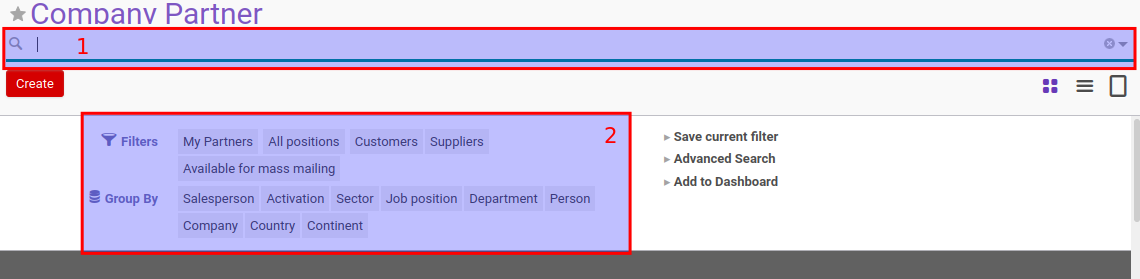 Company Partner
1
Create
Filters My Partners All positions Customers Suppliers
Available for mass mailing
Group By Salesperson Activation Sector Job position Department Person
Company Country Continent
2
Save current filter
Advanced Search
Add to Dashboard